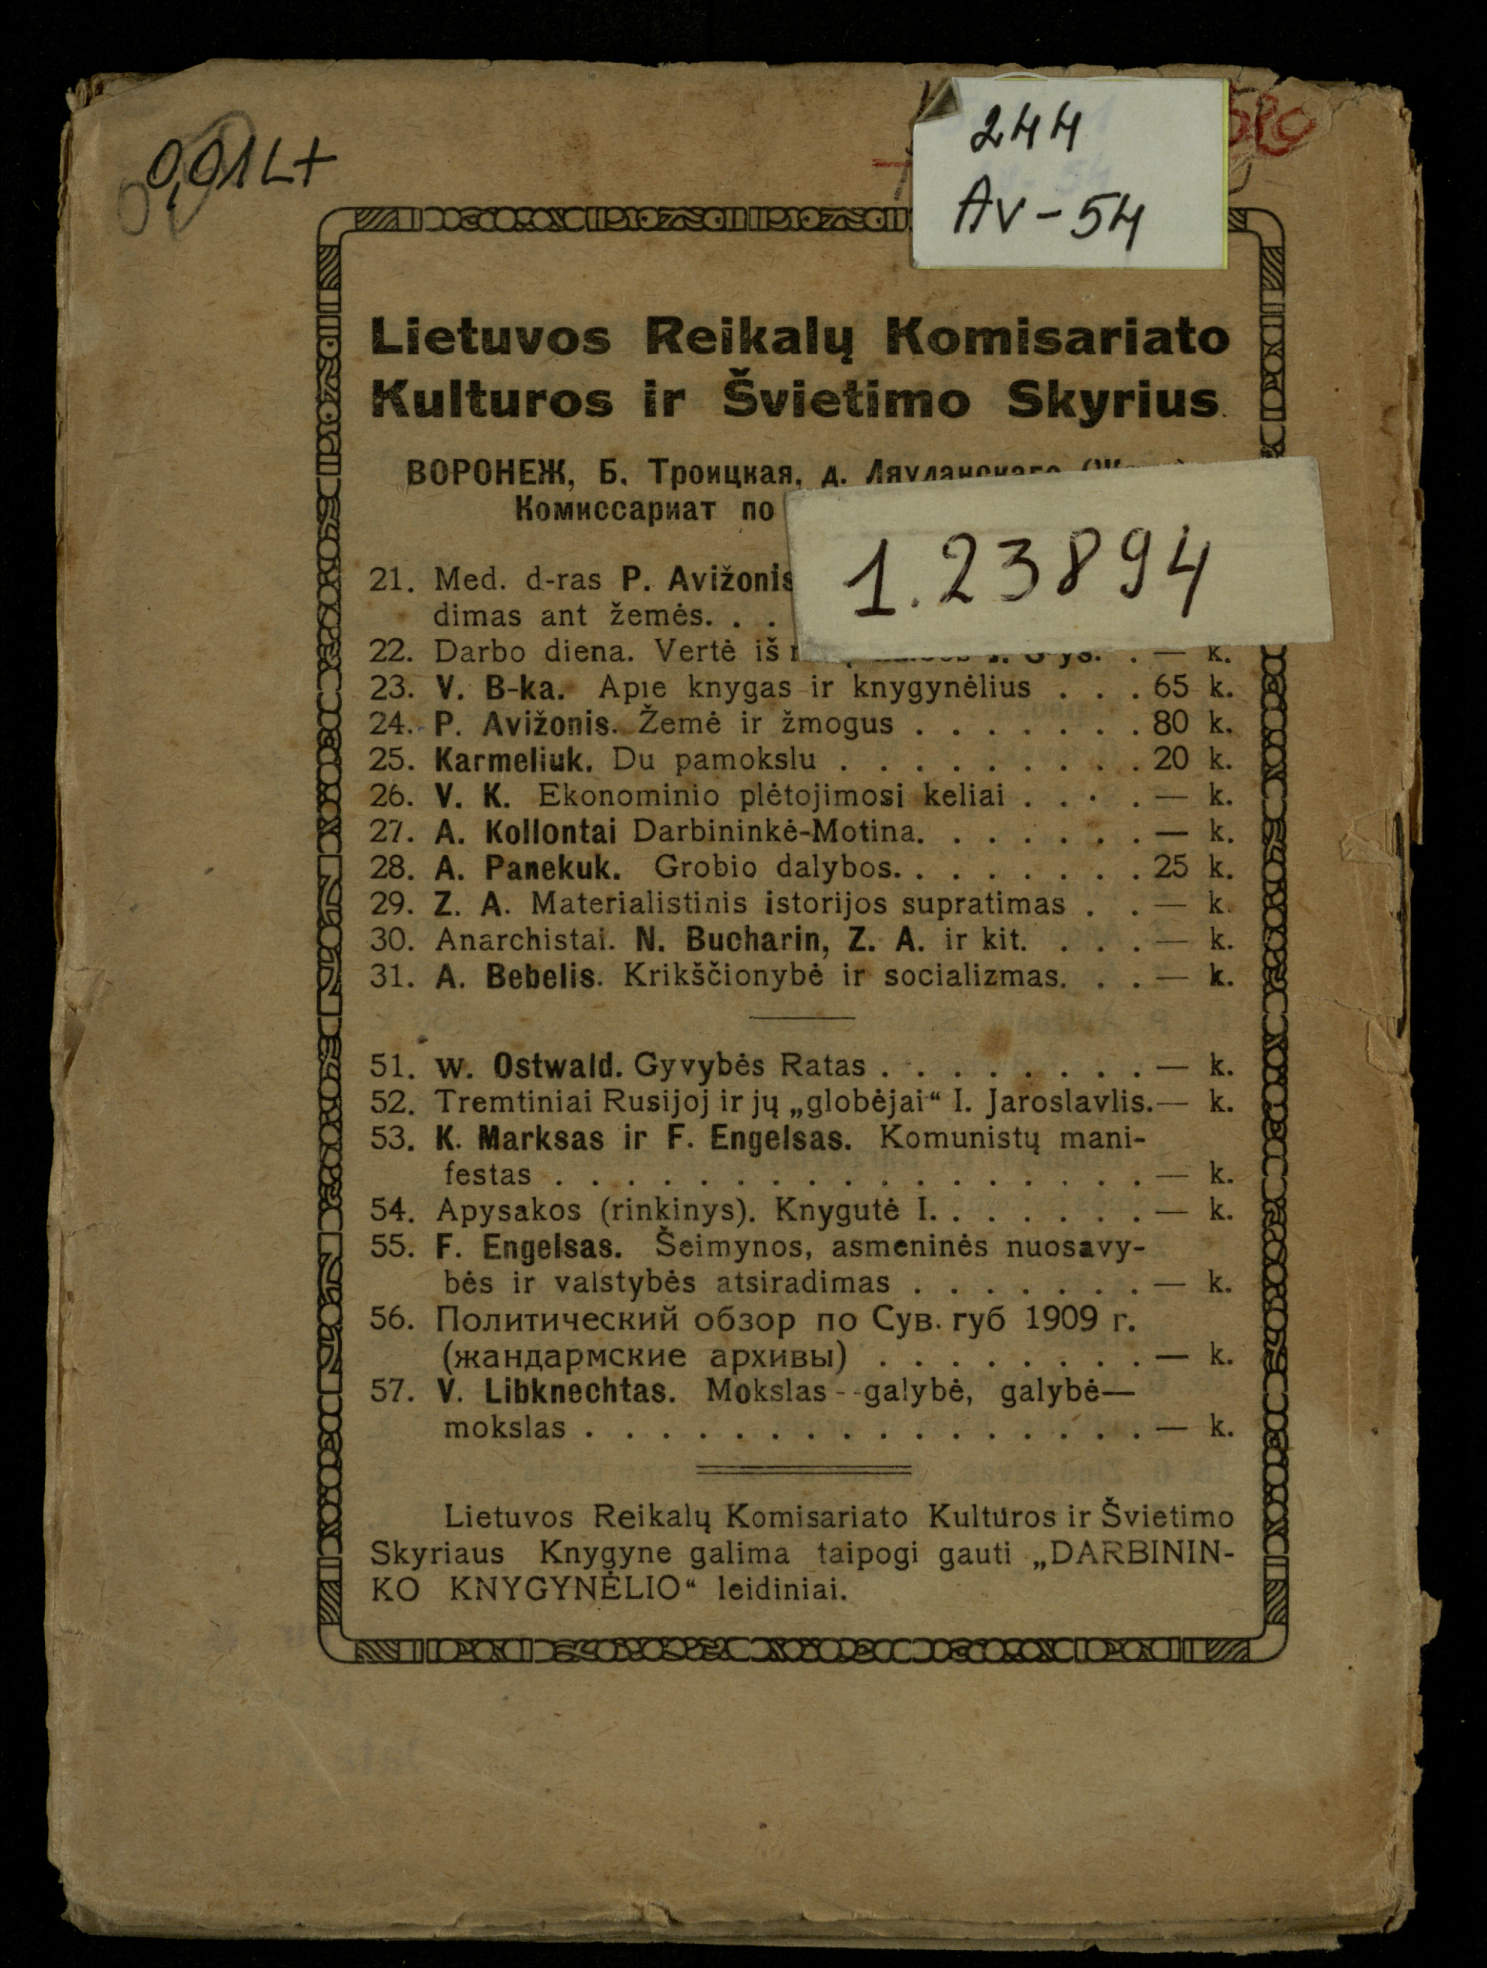 0,01 Lt
244
Av-54
Lietuvos Reikalų Komisariato
Kulturos ir Švietimo Skyrius.
ВОРОНЕЖ, Б. Троицкая, д.
Комиссариат по
1.23894
21. Med. d-ras P. Avižonis
dimas ant žemės. . .
22. Darbo diena. Vertė iš . — k.
23. V. B-ka. Apie knygas ir knygynėlius . . . 65 k.
24. P. Avižonis. Žemė ir žmogus . . . . . . . 80 k.
25. Karmeliuk. Du pamokslu . . . . . . . . . 20 k.
26. V. K. Ekonominio plėtojimosi keliai . . . . — k.
27. A. Kollontai Darbininkė-Motina. . . . . . . — k.
28. A. Panekuk. Grobio dalybos. . . . . . . . 25 k.
29. Z. A. Materialistinis istorijos supratimas . . — k.
30. Anarchistai. N. Bucharin, Z. A. ir kit. . . . . — k.
31. A. Bebelis. Krikščionybė ir socializmas. . . — k.
51. W. Ostwald. Gyvybės Ratas . . . . . . . . — k.
52. Tremtiniai Rusijoj ir jų „globėjai“ I. Jaroslavlis.— k.
53. K. Marksas ir F. Engelsas. Komunistų mani-
festas . . . . . . . . . . . . . . . . . — k.
54. Apysakos (rinkinys). Knygutė I. . . . . . . — k.
55. F. Engelsas. Šeimynos, asmeninės nuosavy-
bės ir valstybės atsiradimas . . . . . . . — k.
56. Политический обзор по Сув. губ 1909 г.
(жандармские архивы) . . . . . . . . — k.
57. V. Libknechtas. Mokslas--galybė, galybė—
mokslas . . . . . . . . . . . . . . . . — k.
Lietuvos Reikalų Komisariato Kulturos ir Švietimo
Skyriaus Knygyne galima taipogi gauti „DARBININ-
KO KNYGYNĖLIO“ leidiniai.